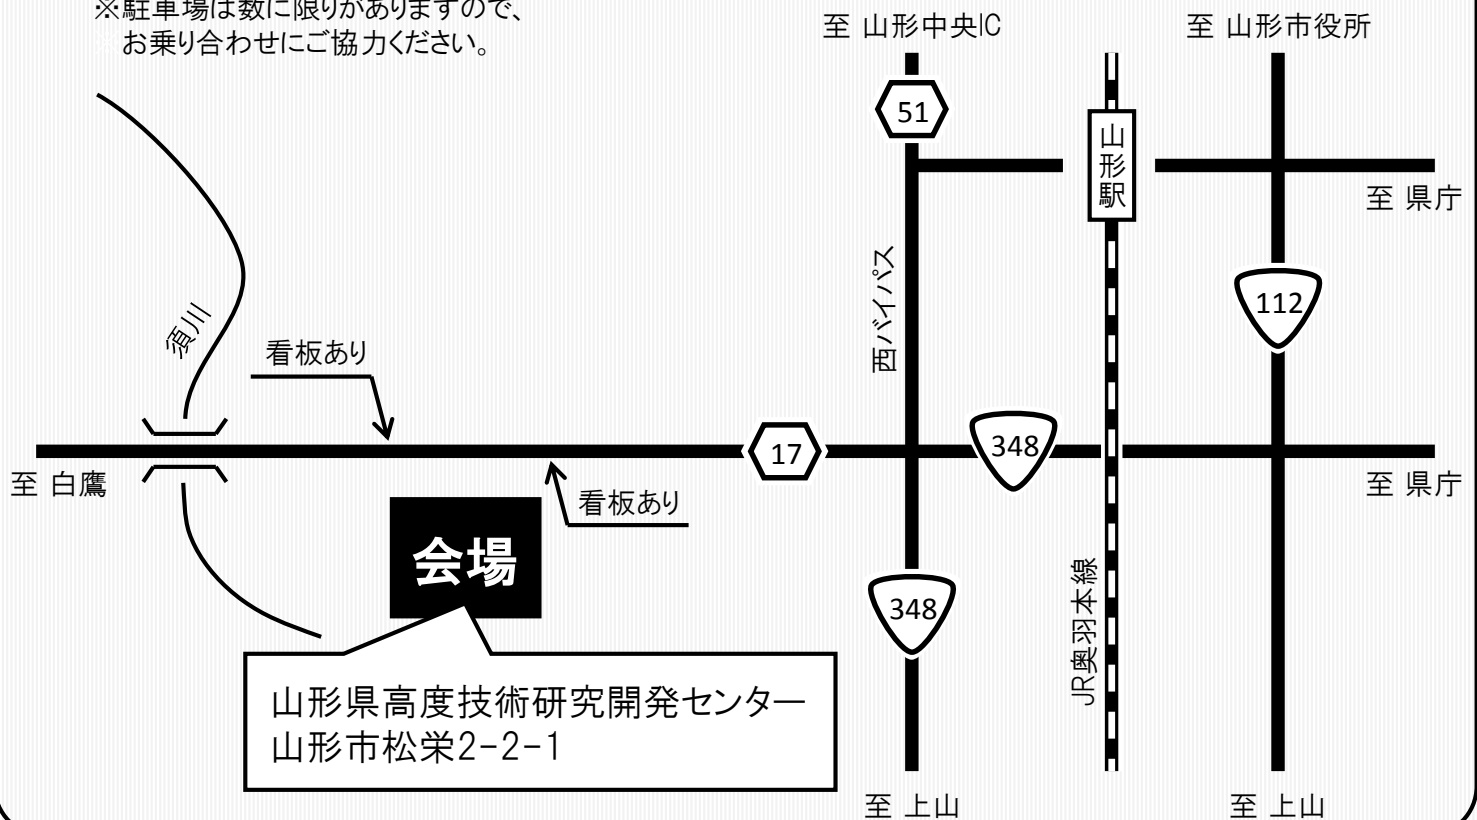 ※駐車場は数に限りがありますので、
お乗り合わせにご協力ください。
至 山形中央IC
至 山形市役所
51
山形駅
至 県庁
西バイパス
112
須川
看板あり
17
348
至 白鷹
至 県庁
看板あり
会場
348
JR奥羽本線
山形県高度技術研究開発センター
山形市松栄2-2-1
至 上山
至 上山